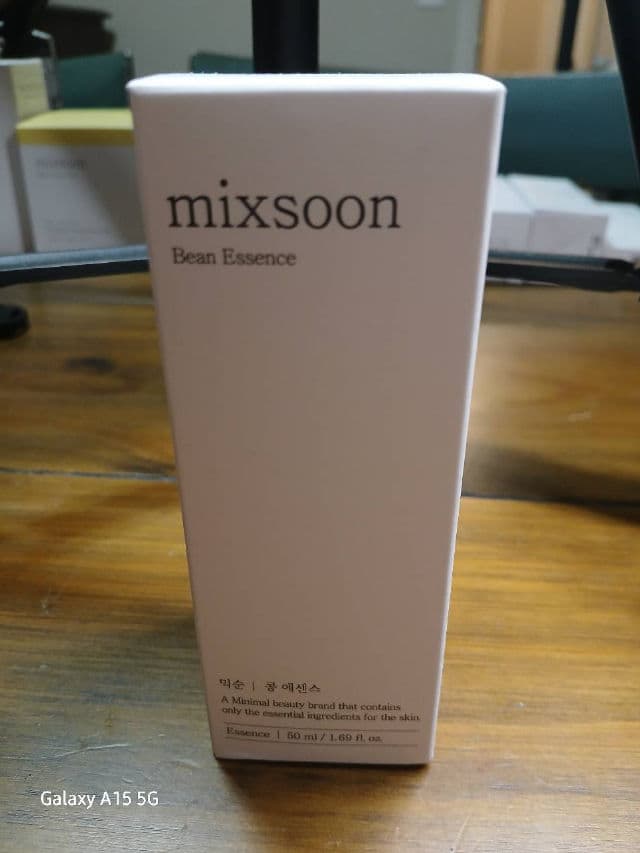 mixsoon
mixsoon
Bean Essence
믹순 | 콩 에센스
A Minimal beauty brand that contains
only the essential ingredients for the skin
Essence | 50 ml / 1.69 fl. oz.
Galaxy A15 5G